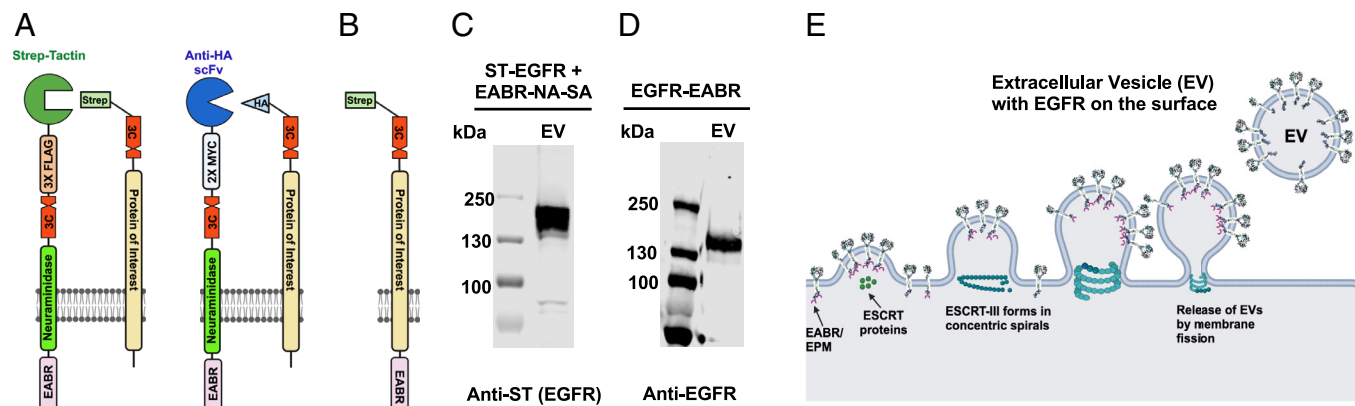 A
Strep-Tactin
Strep
3C
3X FLAG
3C
Neuraminidase
Protein of Interest
EABR
Anti-HA
scFv
HA
3C
2X MYC
3C
Neuraminidase
Protein of Interest
EABR
B
Strep
3C
Protein of Interest
EABR
C
ST-EGFR +
EABR-NA-SA
kDa EV
250
130
100
Anti-ST (EGFR)
D
EGFR-EABR
kDa EV
250
130
100
Anti-EGFR
E
Extracellular Vesicle (EV)
with EGFR on the surface
EV
EABR/
EPM
ESCRT
proteins
ESCRT-III forms in
concentric spirals
Release of EVs
by membrane
fission